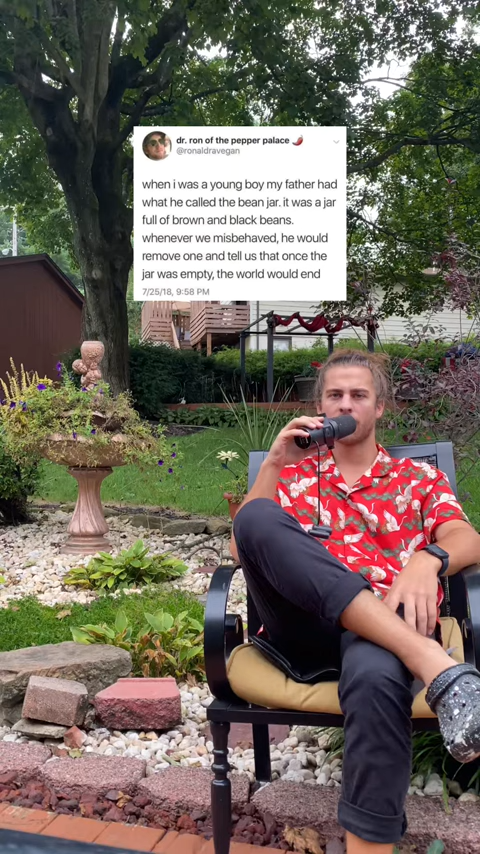 dr. ron of the pepper palace 🌶️
@ronaldravegan
when i was a young boy my father had
what he called the bean jar. it was a jar
full of brown and black beans.
whenever we misbehaved, he would
remove one and tell us that once the
jar was empty, the world would end
7/25/18, 9:58 PM